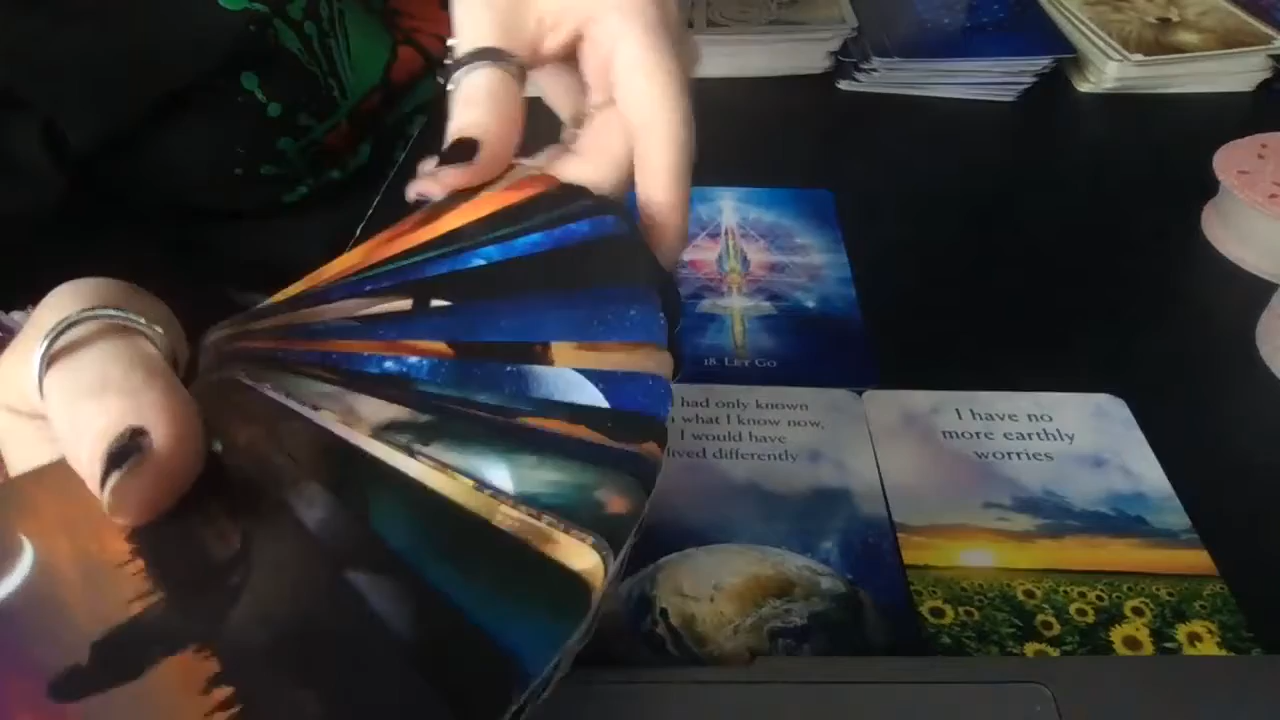 18. LET GO
had only known
what I know now,
I would have
lived differently
I have no
more earthly
worries